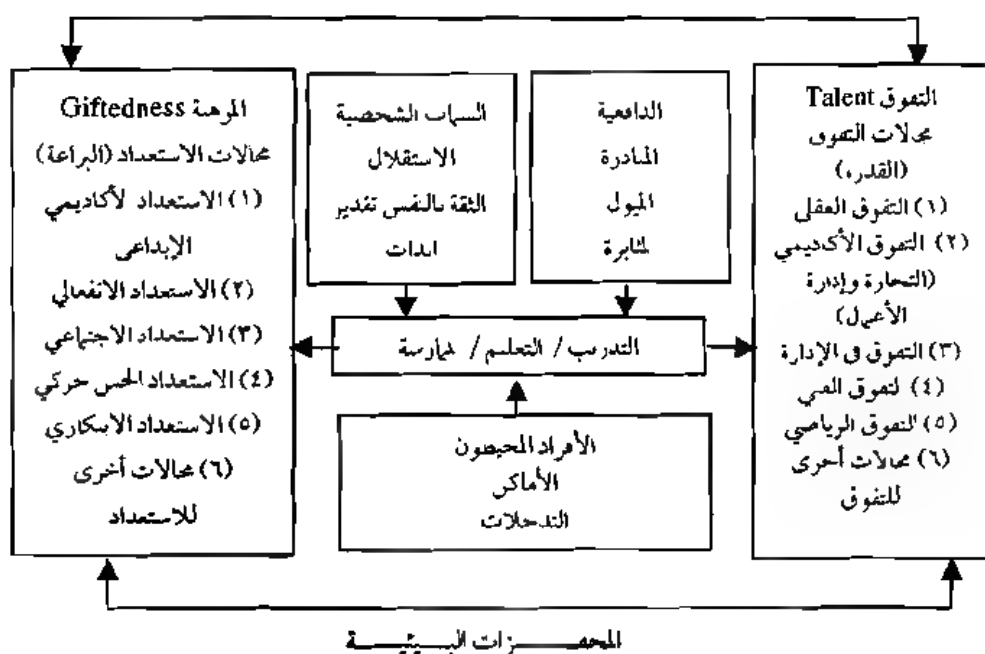 الموهبة Giftedness
مجالات الاستعداد (البراعة)
(١) الاستعداد الأكاديمي
الإبداعي
(٢) الاستعداد الانفعالي
(٣) الاستعداد الاجتماعي
(٤) الاستعداد الحس حركي
(٥) الاستعداد الابتكاري
(٦) مجالات أخرى
للاستعداد
السمات الشخصية
الاستقلال
الثقة بالنفس تقدير
الذات
الدافعية
المبادرة
الميول
المثابرة
التفوق Talent
مجالات التفوق
(القدرة)
(١) التفوق العقلي
(٢) التفوق الأكاديمي
(التجارة وإدارة
الأعمال)
(٣) التفوق في الإدارة
(٤) التفوق الفني
(٥) التفوق الرياضي
(٦) مجالات أخرى
للتفوق
التدريب / التعليم / الممارسة
الأفراد المحيطون
الأماكن
التدخلات
المحفزات البيئية